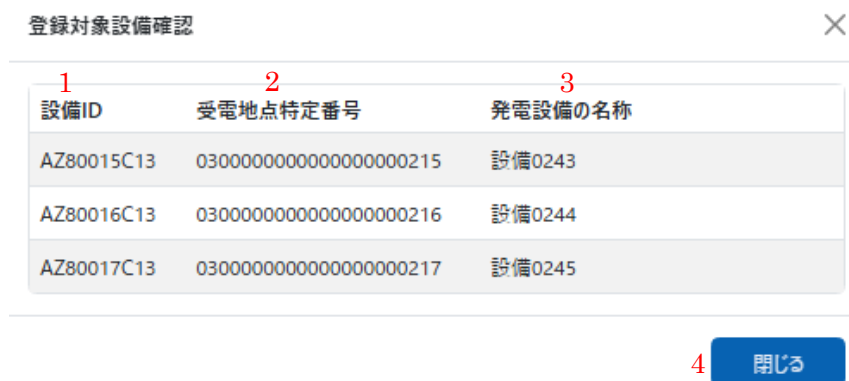 登録対象設備確認
1 2 3
設備ID 受電地点特定番号 発電設備の名称
AZ80015C13 0300000000000000000215 設備0243
AZ80016C13 0300000000000000000216 設備0244
AZ80017C13 0300000000000000000217 設備0245
4 閉じる